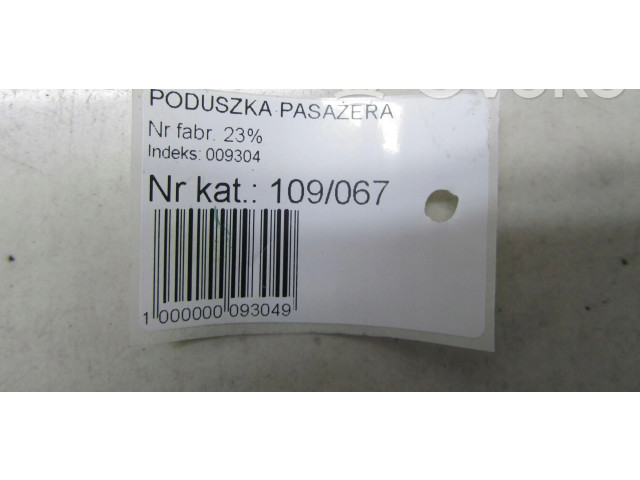 PODUSZKA PASAŻERA
Nr fabr. 23%
Indeks: 009304
Nr kat.: 109/067
1 000000 093049